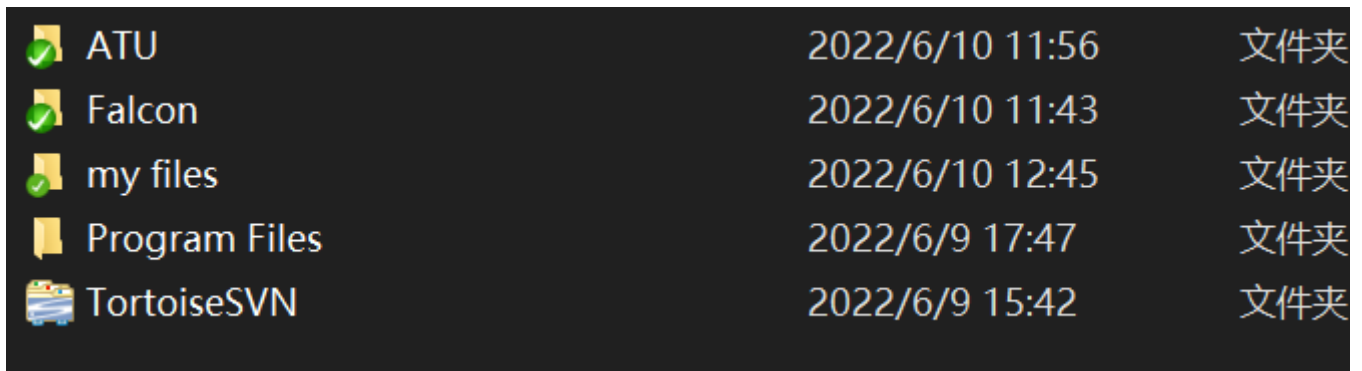 ATU 2022/6/10 11:56 文件夹
Falcon 2022/6/10 11:43 文件夹
my files 2022/6/10 12:45 文件夹
Program Files 2022/6/9 17:47 文件夹
TortoiseSVN 2022/6/9 15:42 文件夹